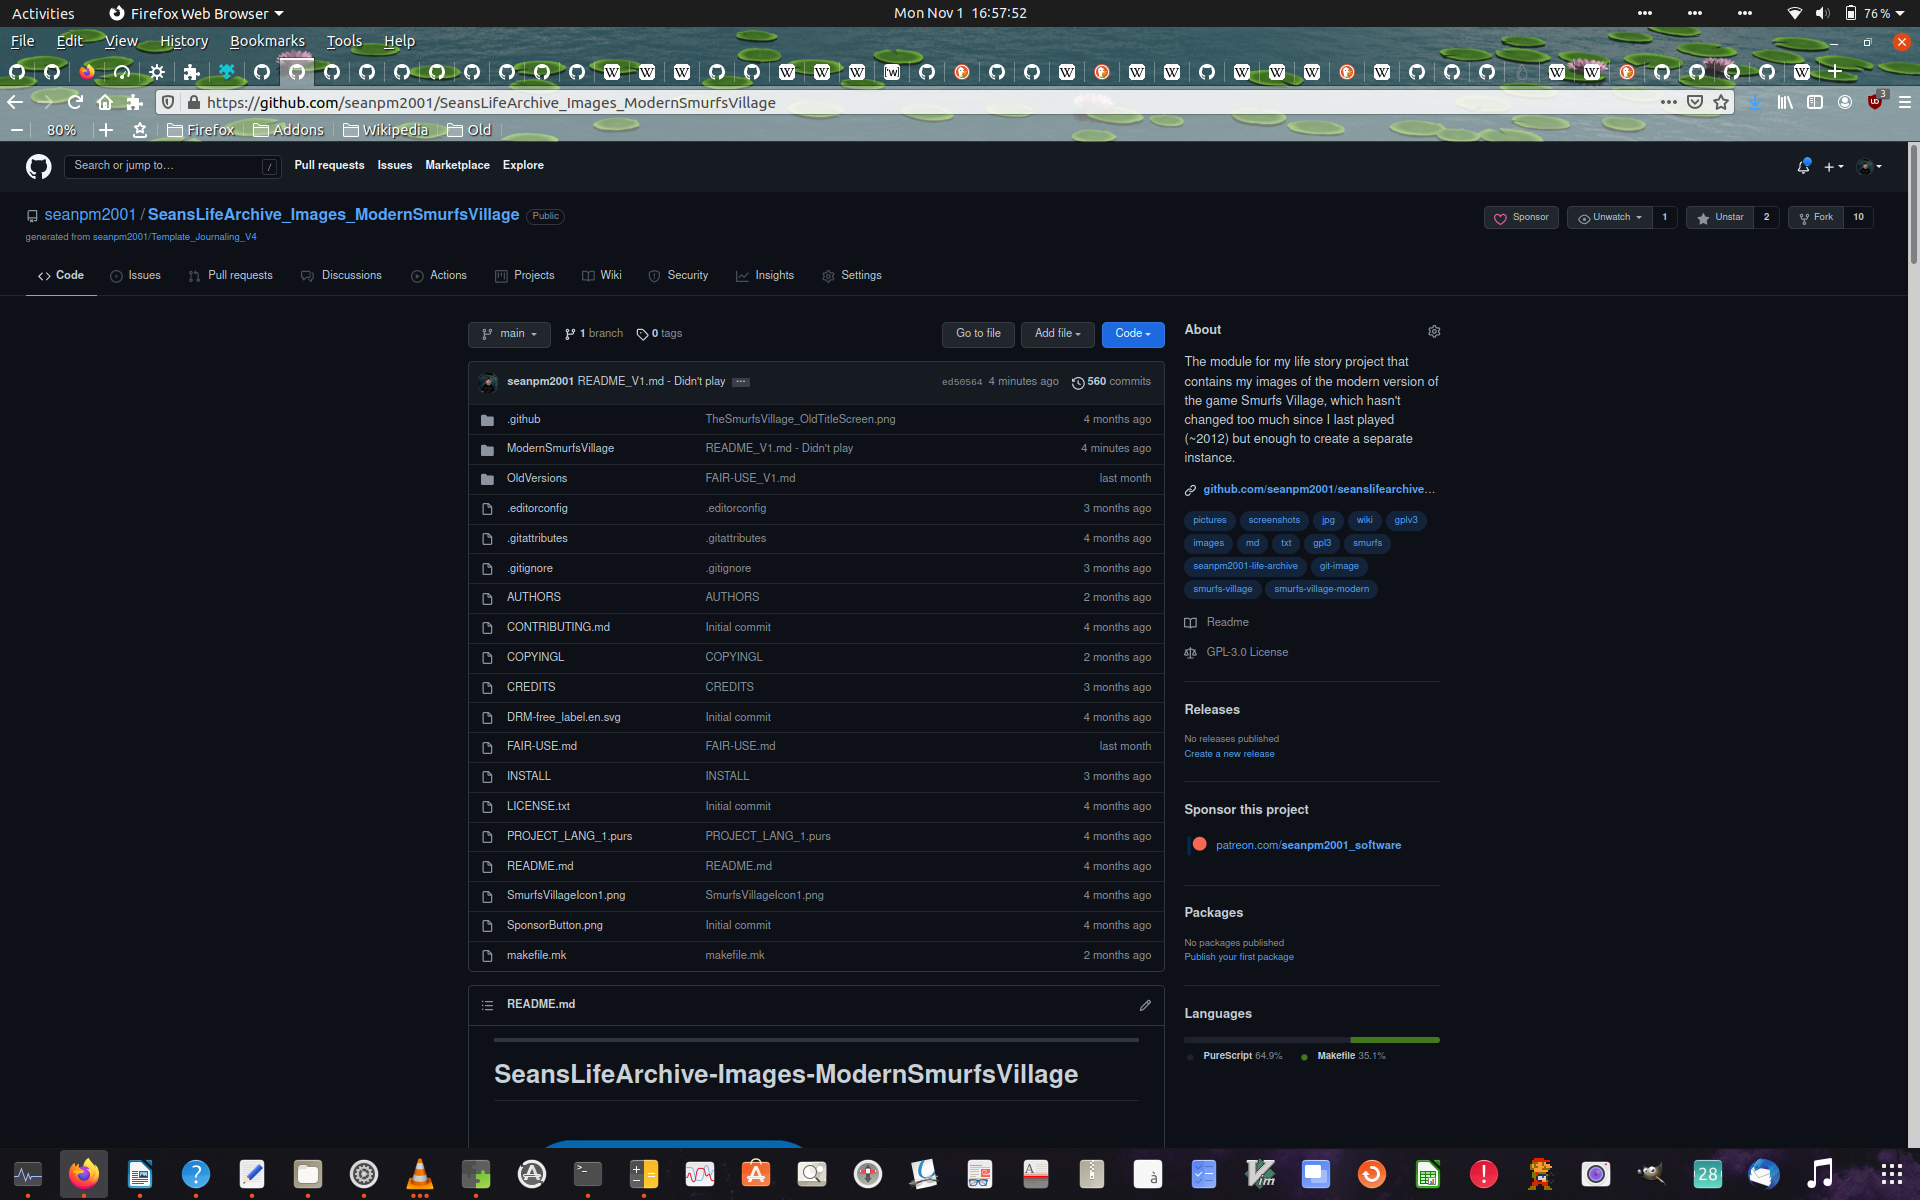 Activities Firefox Web Browser Mon Nov 1 16:57:52 76 %
File Edit View History Bookmarks Tools Help
https://github.com/seanpm2001/SeansLifeArchive_Images_ModernSmurfsVillage 3
80% Firefox Addons Wikipedia Old
Search or jump to… / Pull requests Issues Marketplace Explore
seanpm2001 / SeansLifeArchive_Images_ModernSmurfsVillage Public
Sponsor Unwatch 1 Unstar 2 Fork 10
generated from seanpm2001/Template_Journaling_V4
Code Issues Pull requests Discussions Actions Projects Wiki Security Insights Settings
main 1 branch 0 tags Go to file Add file Code
seanpm2001 README_V1.md - Didn't play ... ed50564 4 minutes ago 560 commits
.github TheSmurfsVillage_OldTitleScreen.png 4 months ago
ModernSmurfsVillage README_V1.md - Didn't play 4 minutes ago
OldVersions FAIR-USE_V1.md last month
.editorconfig .editorconfig 3 months ago
.gitattributes .gitattributes 4 months ago
.gitignore .gitignore 3 months ago
AUTHORS AUTHORS 2 months ago
CONTRIBUTING.md Initial commit 4 months ago
COPYINGL COPYINGL 2 months ago
CREDITS CREDITS 3 months ago
DRM-free_label.en.svg Initial commit 4 months ago
FAIR-USE.md FAIR-USE.md last month
INSTALL INSTALL 3 months ago
LICENSE.txt Initial commit 4 months ago
PROJECT_LANG_1.purs PROJECT_LANG_1.purs 4 months ago
README.md README.md 4 months ago
SmurfsVillageIcon1.png SmurfsVillageIcon1.png 4 months ago
SponsorButton.png Initial commit 4 months ago
makefile.mk makefile.mk 2 months ago
README.md
SeansLifeArchive-Images-ModernSmurfsVillage
About
The module for my life story project that
contains my images of the modern version of
the game Smurfs Village, which hasn't
changed too much since I last played
(~2012) but enough to create a separate
instance.
github.com/seanpm2001/seanslifearchive…
pictures screenshots jpg wiki gplv3
images md txt gpl3 smurfs
seanpm2001-life-archive git-image
smurfs-village smurfs-village-modern
Readme
GPL-3.0 License
Releases
No releases published
Create a new release
Sponsor this project
patreon.com/seanpm2001_software
Packages
No packages published
Publish your first package
Languages
PureScript 64.9% Makefile 35.1%
28